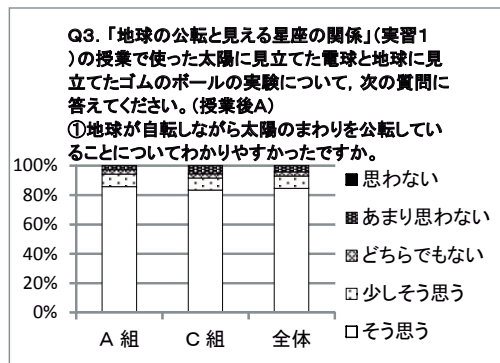 Q3.「地球の公転と見える星座の関係」(実習1
)の授業で使った太陽に見立てた電球と地球に見
立てたゴムのボールの実験について，次の質問に
答えてください。(授業後A)
①地球が自転しながら太陽のまわりを公転してい
ることについてわかりやすかったですか。
100%
80%
60%
40%
20%
0%
A 組
C 組
全体
思わない
あまり思わない
どちらでもない
少しそう思う
そう思う